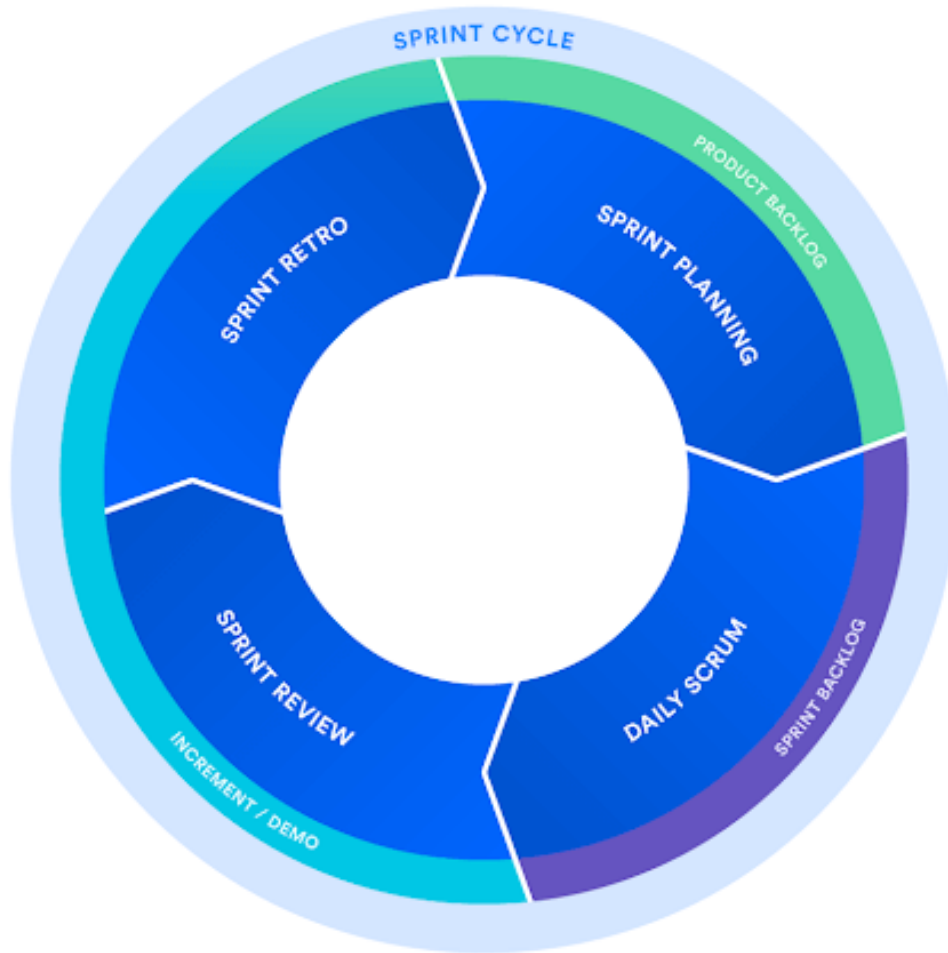 SPRINT CYCLE
PRODUCT BACKLOG
SPRINT PLANNING
SPRINT BACKLOG
DAILY SCRUM
INCREMENT / DEMO
SPRINT REVIEW
SPRINT RETRO